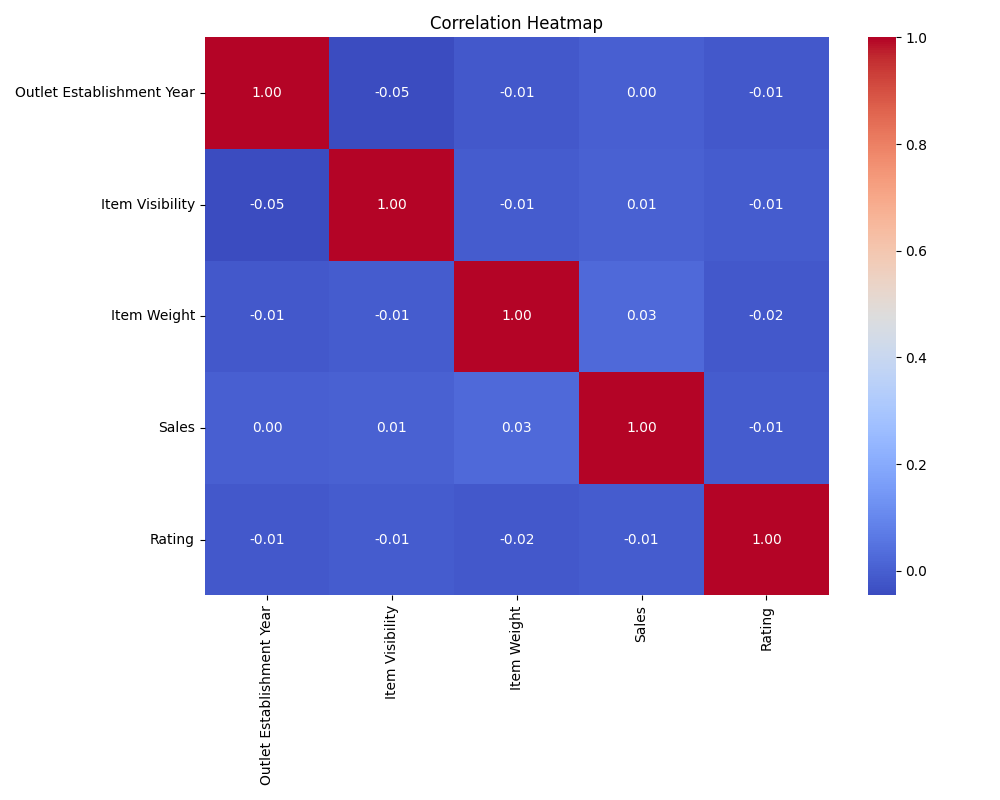 Correlation Heatmap
Outlet Establishment Year 1.00 -0.05 -0.01 0.00 -0.01
Item Visibility -0.05 1.00 -0.01 0.01 -0.01
Item Weight -0.01 -0.01 1.00 0.03 -0.02
Sales 0.00 0.01 0.03 1.00 -0.01
Rating -0.01 -0.01 -0.02 -0.01 1.00
Outlet Establishment Year
Item Visibility
Item Weight
Sales
Rating
1.0
0.8
0.6
0.4
0.2
0.0